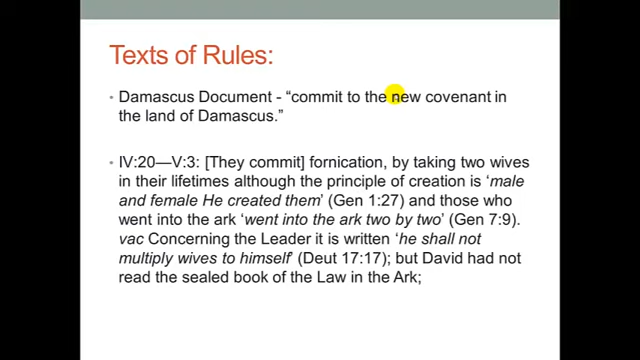 Texts of Rules:
• Damascus Document - “commit to the new covenant in
the land of Damascus.”
• IV:20—V:3: [They commit] fornication, by taking two wives
in their lifetimes although the principle of creation is ‘male
and female He created them’ (Gen 1:27) and those who
went into the ark ‘went into the ark two by two’ (Gen 7:9).
vac Concerning the Leader it is written ‘he shall not
multiply wives to himself’ (Deut 17:17); but David had not
read the sealed book of the Law in the Ark;